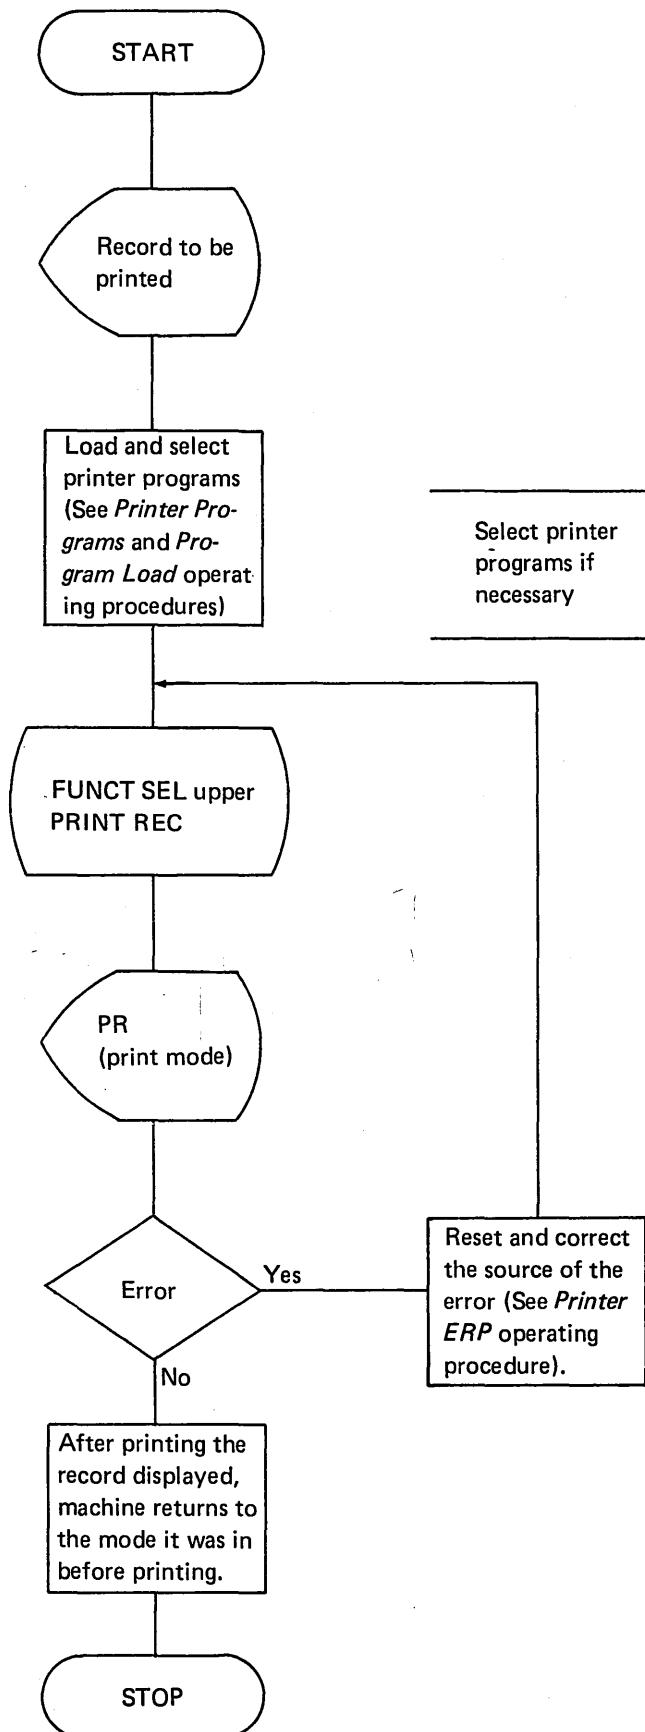 START
Record to be
printed
Load and select
printer programs
(See Printer Pro-
grams and Pro-
gram Load operat
ing procedures)
Select printer
programs if
necessary
FUNCT SEL upper
PRINT REC
PR
(print mode)
Error
Yes
Reset and correct
the source of the
error (See Printer
ERP operating
procedure).
No
After printing the
record displayed,
machine returns to
the mode it was in
before printing.
STOP